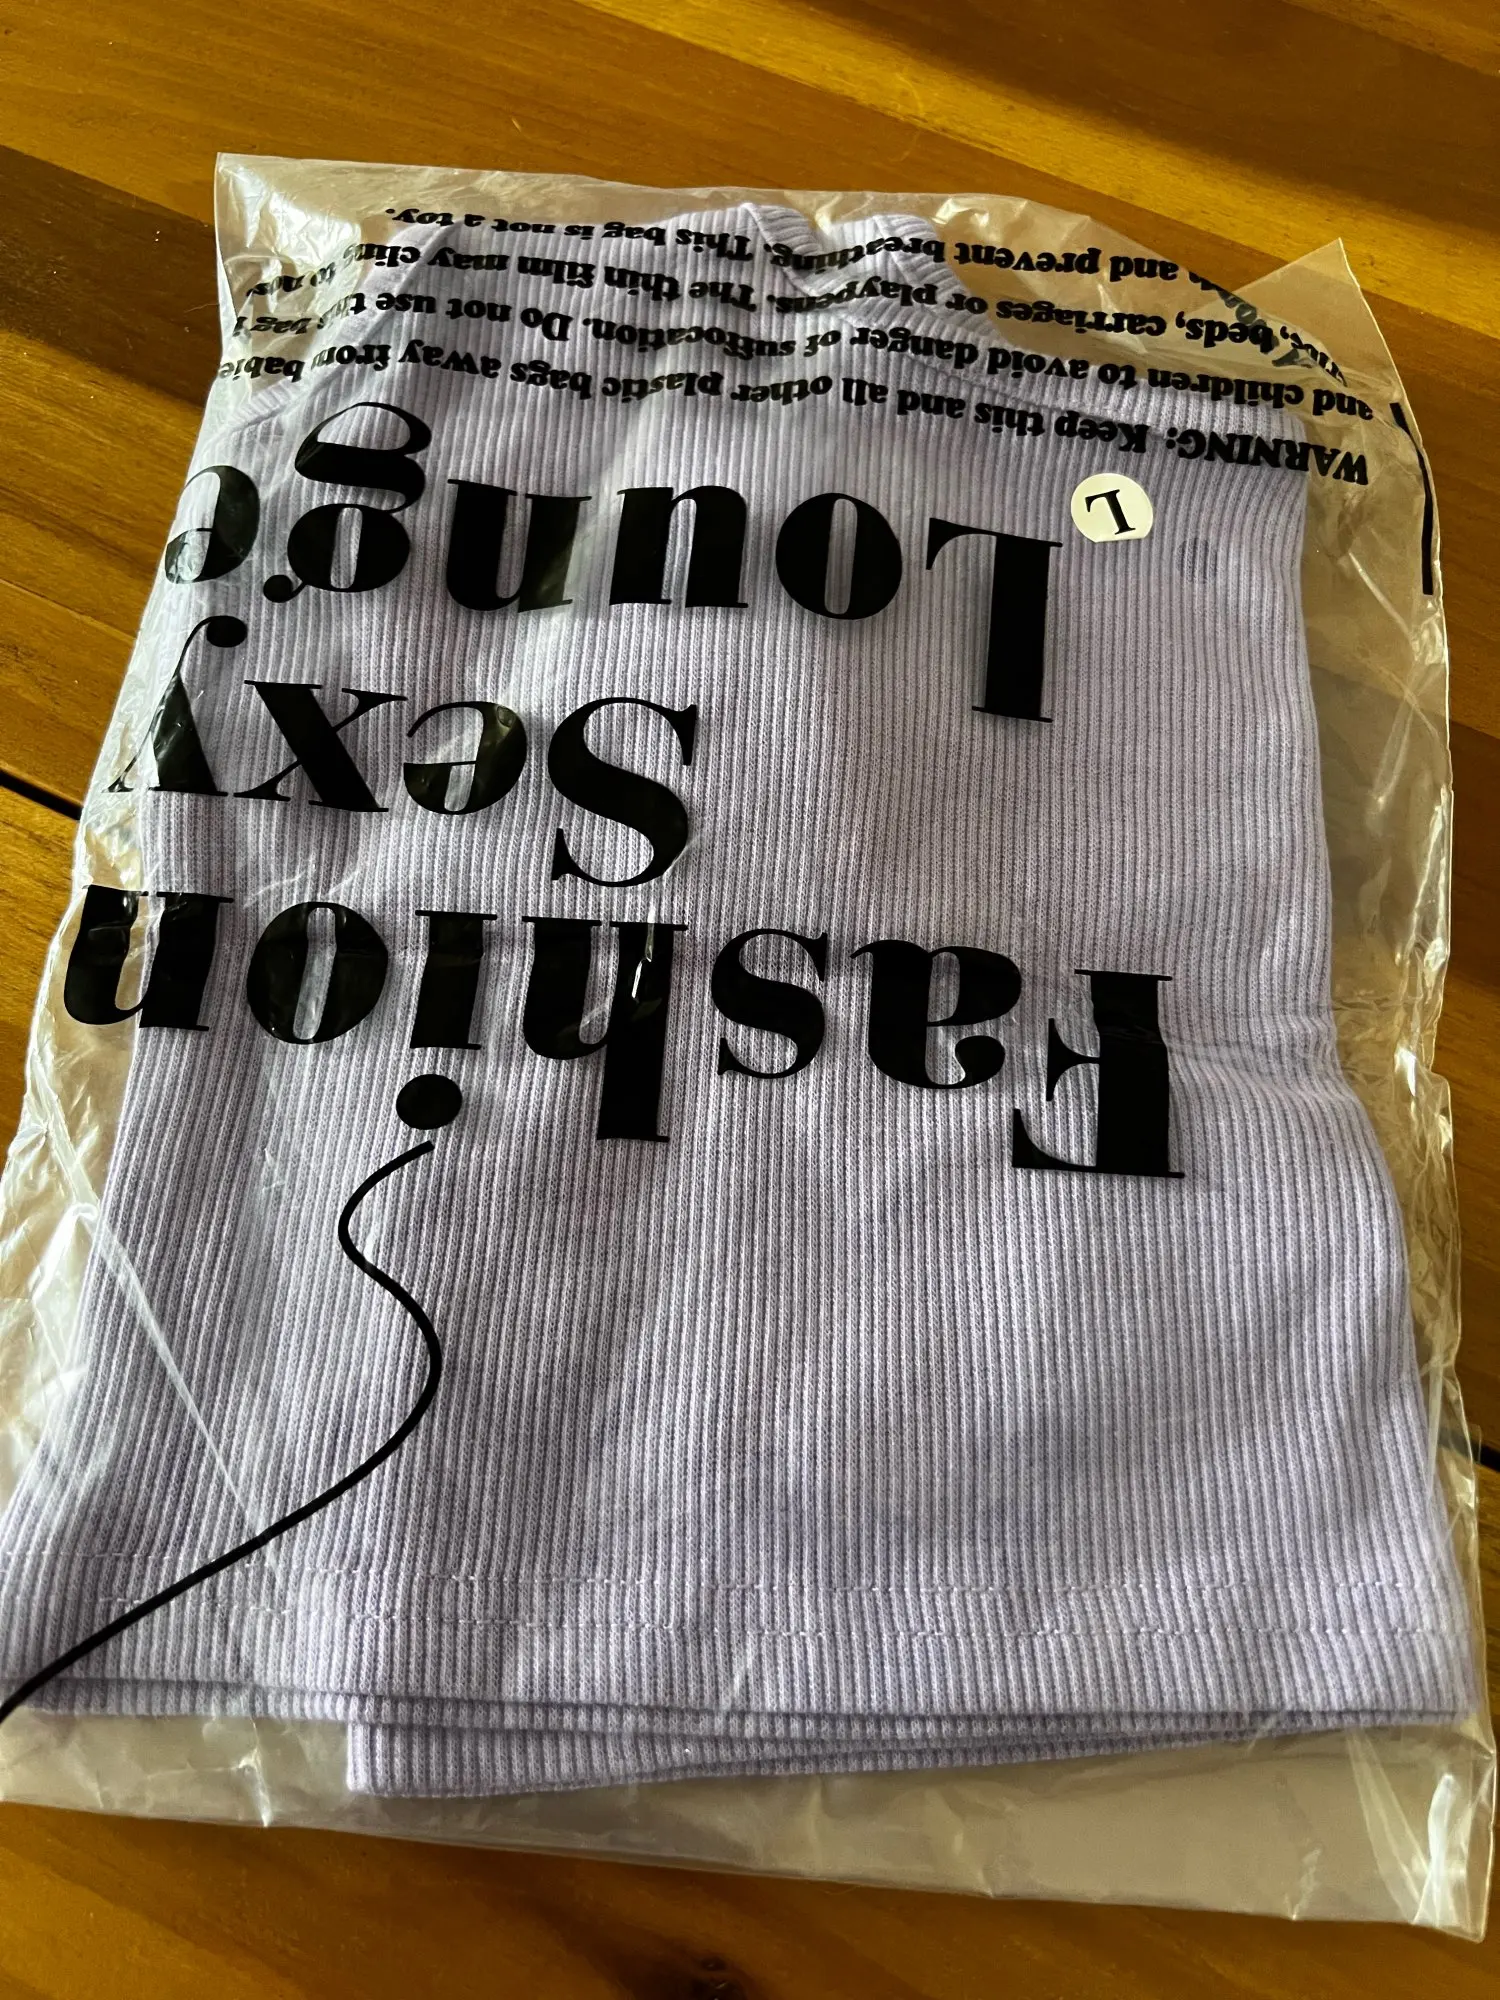 Fashion
Sexy
Lounge
L
WARNING: Keep this and all other plastic bags away from
and children to avoid danger of suffocation. Do not use this bag
beds, carriages or playpens. The thin film may cling to
and prevent breathing. This bag is not a toy.